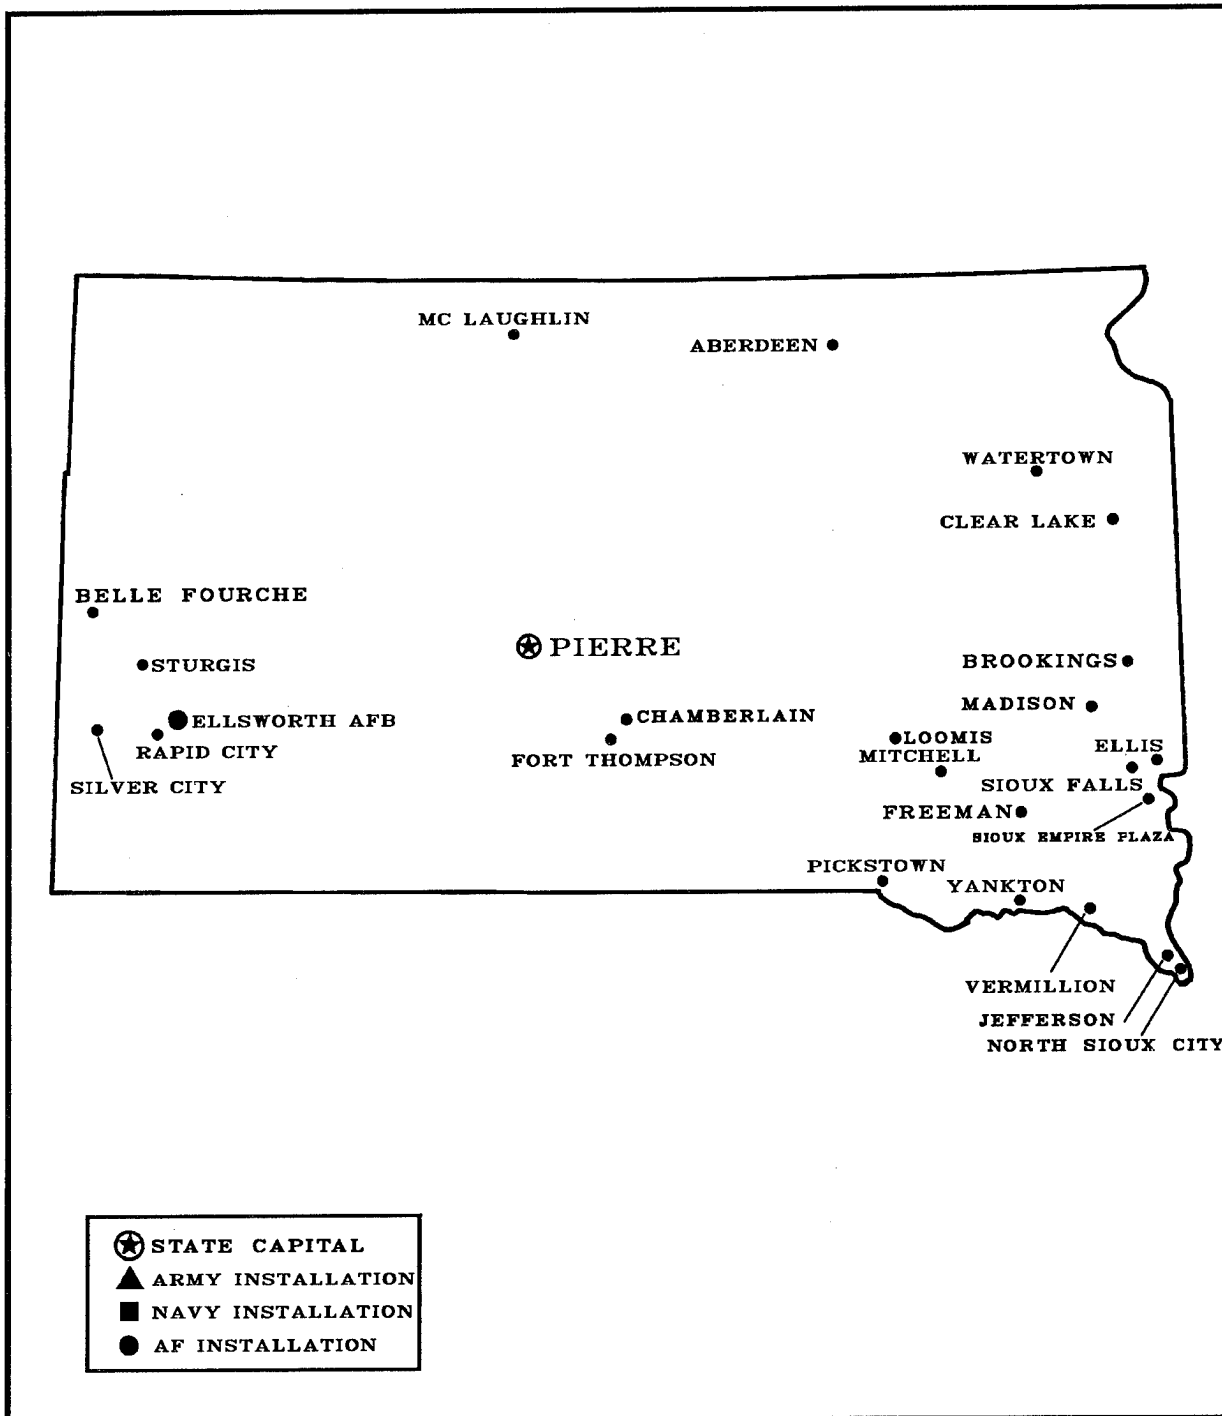 MC LAUGHLIN
ABERDEEN
WATERTOWN
CLEAR LAKE
BELLE FOURCHE
PIERRE
STURGIS
BROOKINGS
MADISON
ELLSWORTH AFB
CHAMBERLAIN
LOOMIS
RAPID CITY
FORT THOMPSON
MITCHELL
ELLIS
SILVER CITY
SIOUX FALLS
FREEMAN
SIOUX EMPIRE PLAZA
PICKSTOWN
YANKTON
VERMILLION
JEFFERSON
NORTH SIOUX CITY
STATE CAPITAL
ARMY INSTALLATION
NAVY INSTALLATION
AF INSTALLATION